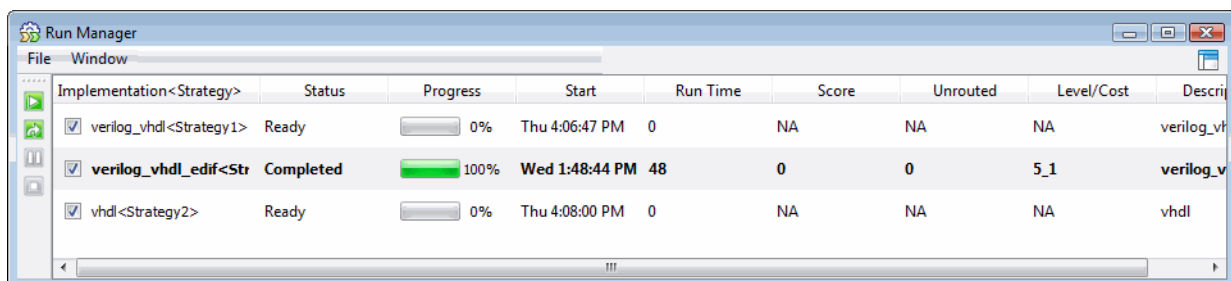 Run Manager
File Window
Implementation<Strategy> Status Progress Start Run Time Score Unrouted Level/Cost Descrip
verilog_vhdl<Strategy1> Ready 0% Thu 4:06:47 PM 0 NA NA NA verilog_vh
verilog_vhdl_edif<Str Completed 100% Wed 1:48:44 PM 48 0 0 5_1 verilog_v
vhdl<Strategy2> Ready 0% Thu 4:08:00 PM 0 NA NA NA vhdl